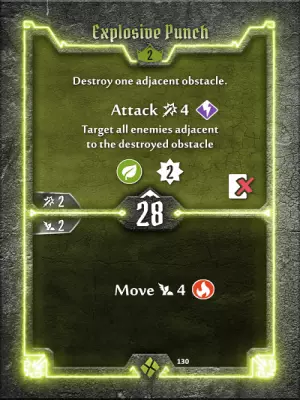 Explosive Punch
2
Destroy one adjacent obstacle.
Attack 4
Target all enemies adjacent
to the destroyed obstacle
2
2
2
28
Move 4
130